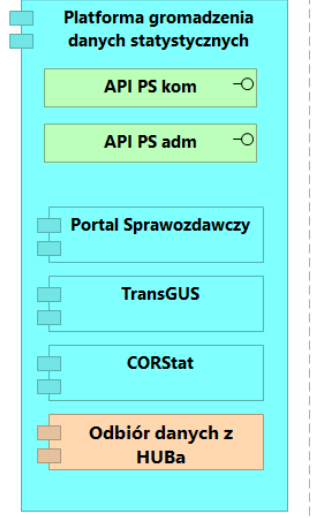 Platforma gromadzenia
danych statystycznych
API PS kom
API PS adm
Portal Sprawozdawczy
TransGUS
CORStat
Odbiór danych z
HUBa